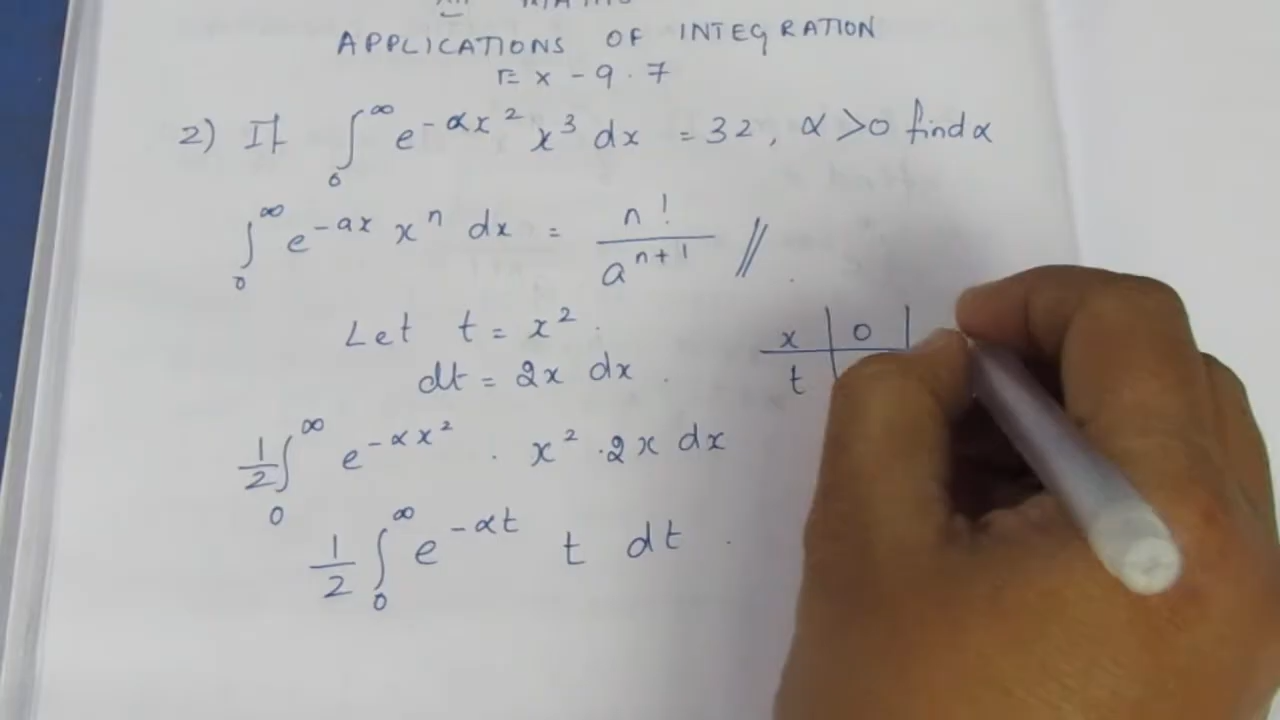 APPLICATIONS OF INTEGRATION
Ex - 9.7
2) If ∫₀^∞ e^{-αx²} x³ dx = 32, α > 0 find α
∫₀^∞ e^{-ax} xⁿ dx = n! / a^{n+1} //
Let t = x².
dt = 2x dx.
x | 0 |
t |
1/2 ∫₀^∞ e^{-αx²} . x² . 2x dx
1/2 ∫₀^∞ e^{-αt} t dt.